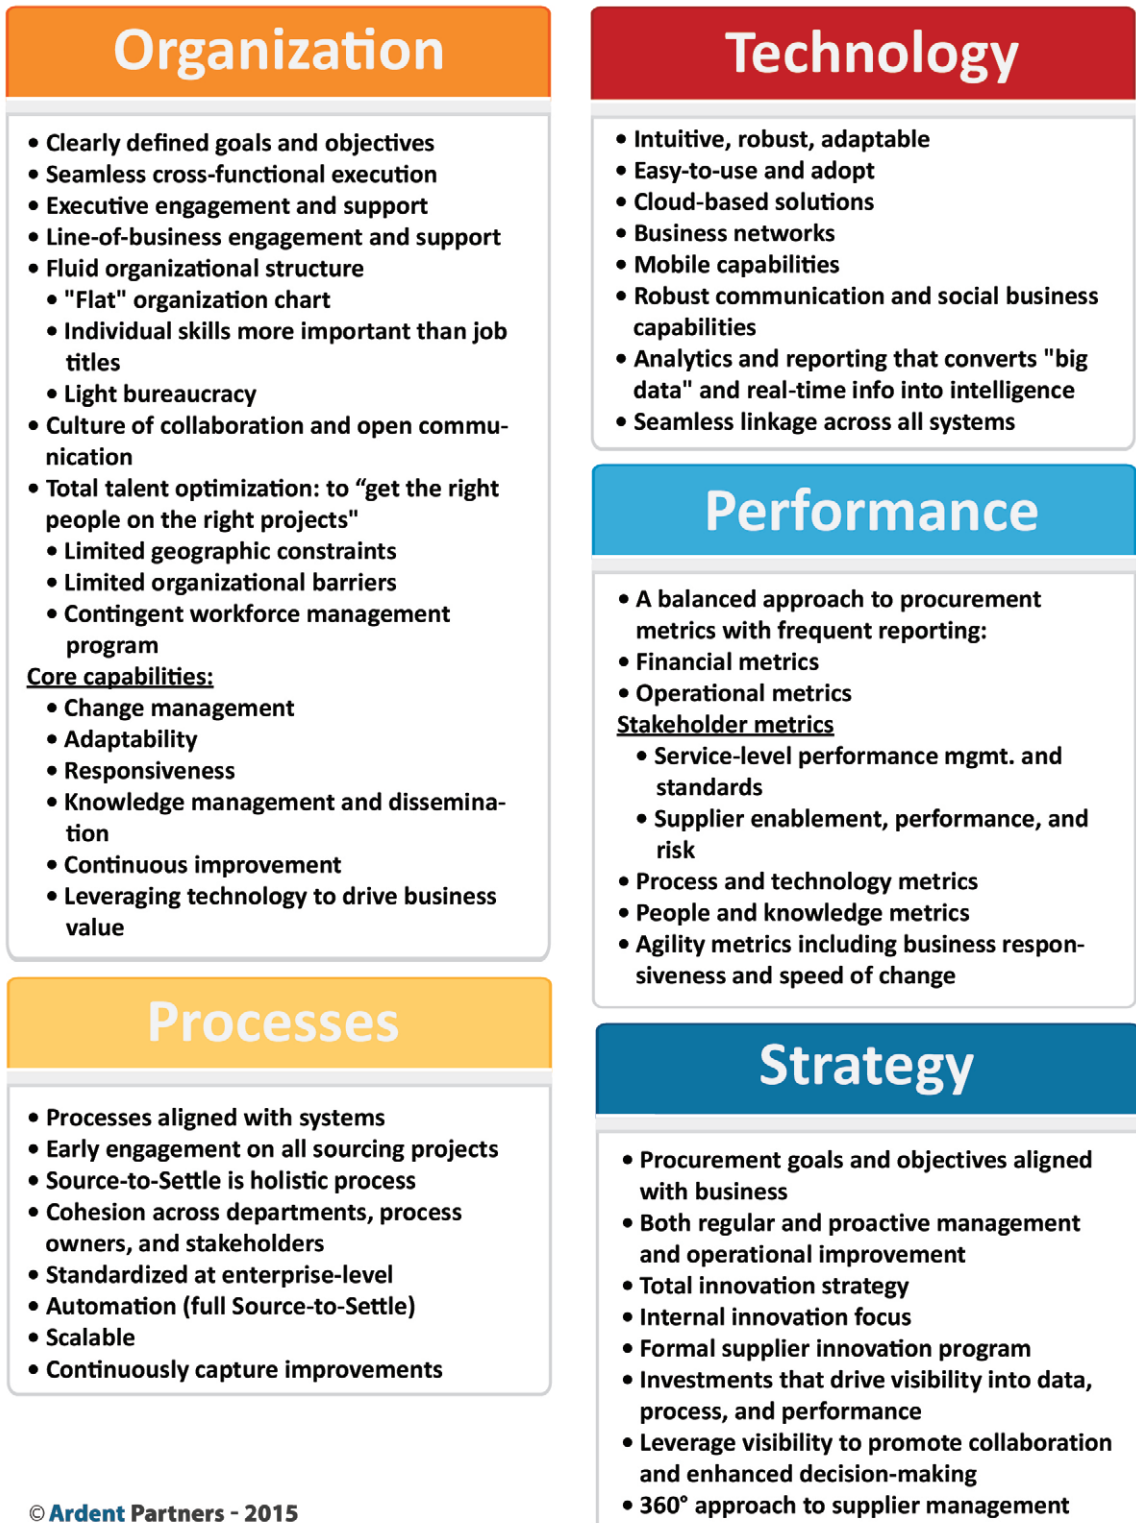 Organization
• Clearly defined goals and objectives
• Seamless cross-functional execution
• Executive engagement and support
• Line-of-business engagement and support
• Fluid organizational structure
• "Flat" organization chart
• Individual skills more important than job
titles
• Light bureaucracy
• Culture of collaboration and open commu-
nication
• Total talent optimization: to “get the right
people on the right projects"
• Limited geographic constraints
• Limited organizational barriers
• Contingent workforce management
program
Core capabilities:
• Change management
• Adaptability
• Responsiveness
• Knowledge management and dissemina-
tion
• Continuous improvement
• Leveraging technology to drive business
value
Processes
• Processes aligned with systems
• Early engagement on all sourcing projects
• Source-to-Settle is holistic process
• Cohesion across departments, process
owners, and stakeholders
• Standardized at enterprise-level
• Automation (full Source-to-Settle)
• Scalable
• Continuously capture improvements
© Ardent Partners - 2015
Technology
• Intuitive, robust, adaptable
• Easy-to-use and adopt
• Cloud-based solutions
• Business networks
• Mobile capabilities
• Robust communication and social business
capabilities
• Analytics and reporting that converts "big
data" and real-time info into intelligence
• Seamless linkage across all systems
Performance
• A balanced approach to procurement
metrics with frequent reporting:
• Financial metrics
• Operational metrics
Stakeholder metrics
• Service-level performance mgmt. and
standards
• Supplier enablement, performance, and
risk
• Process and technology metrics
• People and knowledge metrics
• Agility metrics including business respon-
siveness and speed of change
Strategy
• Procurement goals and objectives aligned
with business
• Both regular and proactive management
and operational improvement
• Total innovation strategy
• Internal innovation focus
• Formal supplier innovation program
• Investments that drive visibility into data,
process, and performance
• Leverage visibility to promote collaboration
and enhanced decision-making
• 360° approach to supplier management